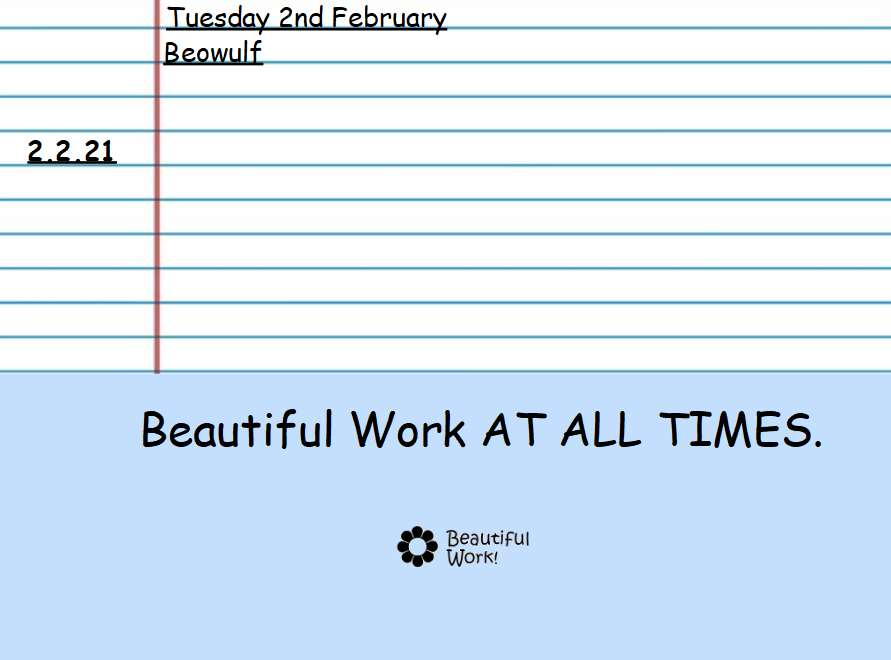 Tuesday 2nd February
Beowulf
2.2.21
Beautiful Work AT ALL TIMES.
Beautiful
Work!